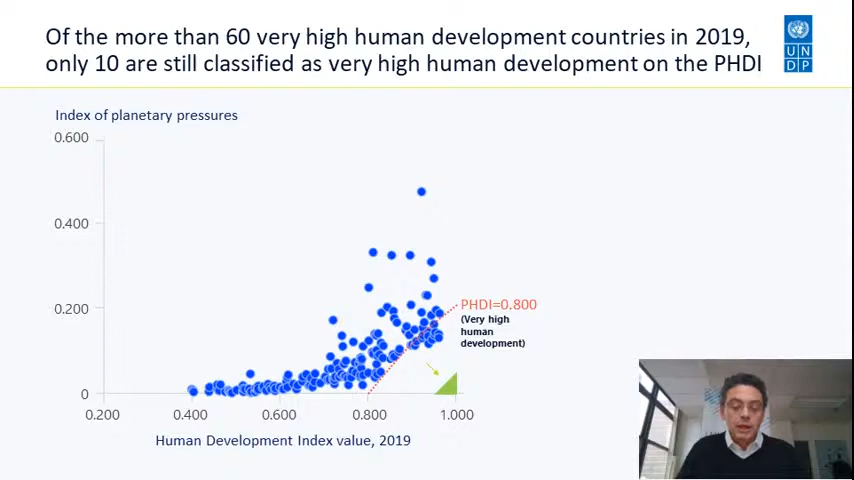 Of the more than 60 very high human development countries in 2019,
only 10 are still classified as very high human development on the PHDI
U N
D P
Index of planetary pressures
0.600
0.400
0.200
0
PHDI=0.800
(Very high
human
development)
0.200
0.400
0.600
0.800
1.000
Human Development Index value, 2019